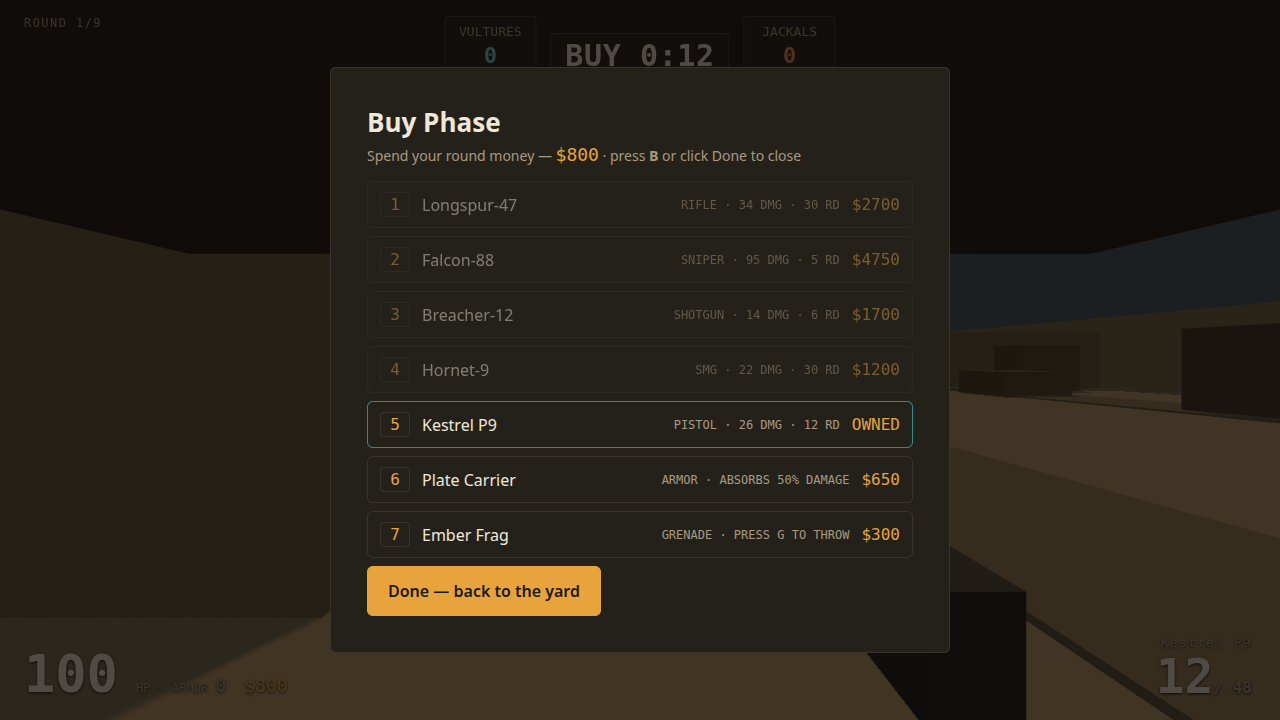 ROUND 1/9
VULTURES
0
BUY 0:12
JACKALS
0
Buy Phase
Spend your round money — $800 · press B or click Done to close
1 Longspur-47 RIFLE · 34 DMG · 30 RD $2700
2 Falcon-88 SNIPER · 95 DMG · 5 RD $4750
3 Breacher-12 SHOTGUN · 14 DMG · 6 RD $1700
4 Hornet-9 SMG · 22 DMG · 30 RD $1200
5 Kestrel P9 PISTOL · 26 DMG · 12 RD OWNED
6 Plate Carrier ARMOR · ABSORBS 50% DAMAGE $650
7 Ember Frag GRENADE · PRESS G TO THROW $300
Done — back to the yard
100 HP · ARMOR 0 $800
Kestrel P9
12 / 48